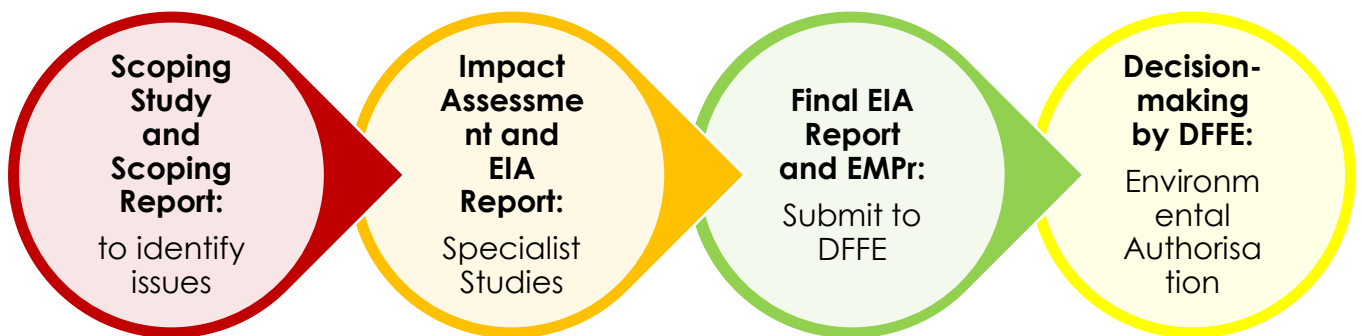 Scoping
Study
and
Scoping
Report:
to identify
issues
Impact
Assessme
nt and
EIA
Report:
Specialist
Studies
Final EIA
Report
and EMPr:
Submit to
DFFE
Decision-
making
by DFFE:
Environm
ental
Authorisa
tion